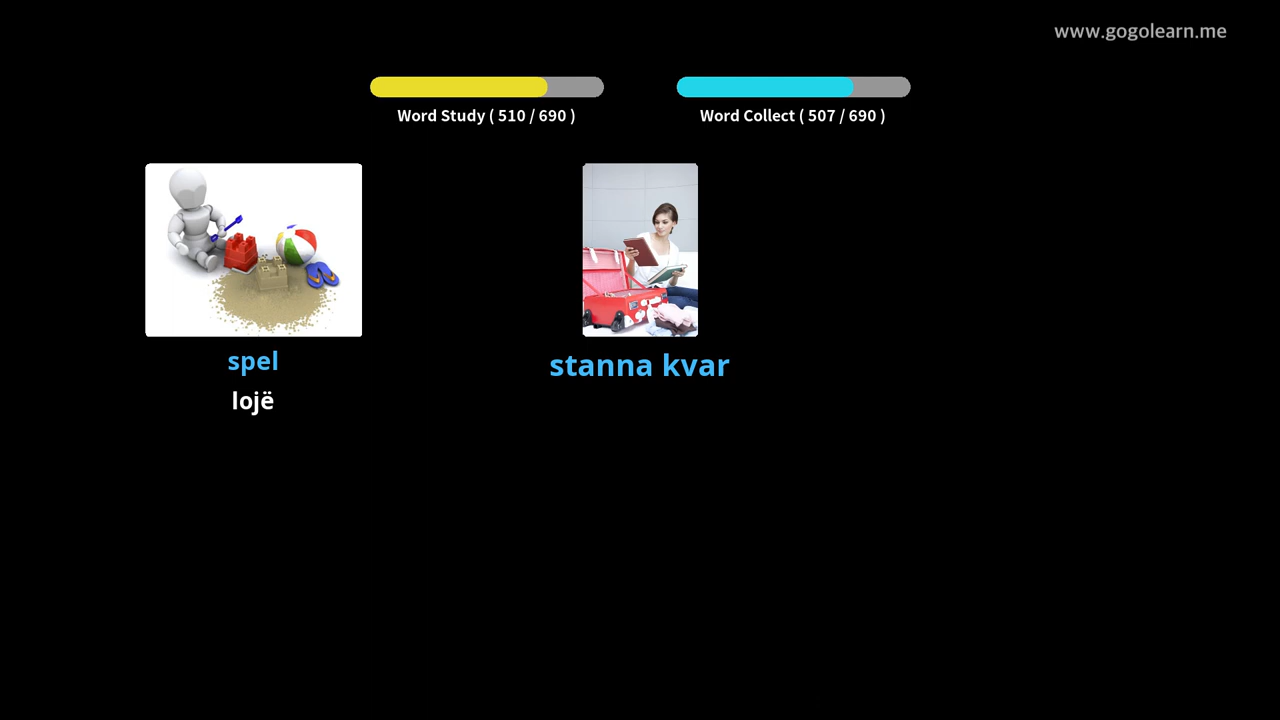 www.gogolearn.me
Word Study ( 510 / 690 )
Word Collect ( 507 / 690 )
spel
lojë
stanna kvar